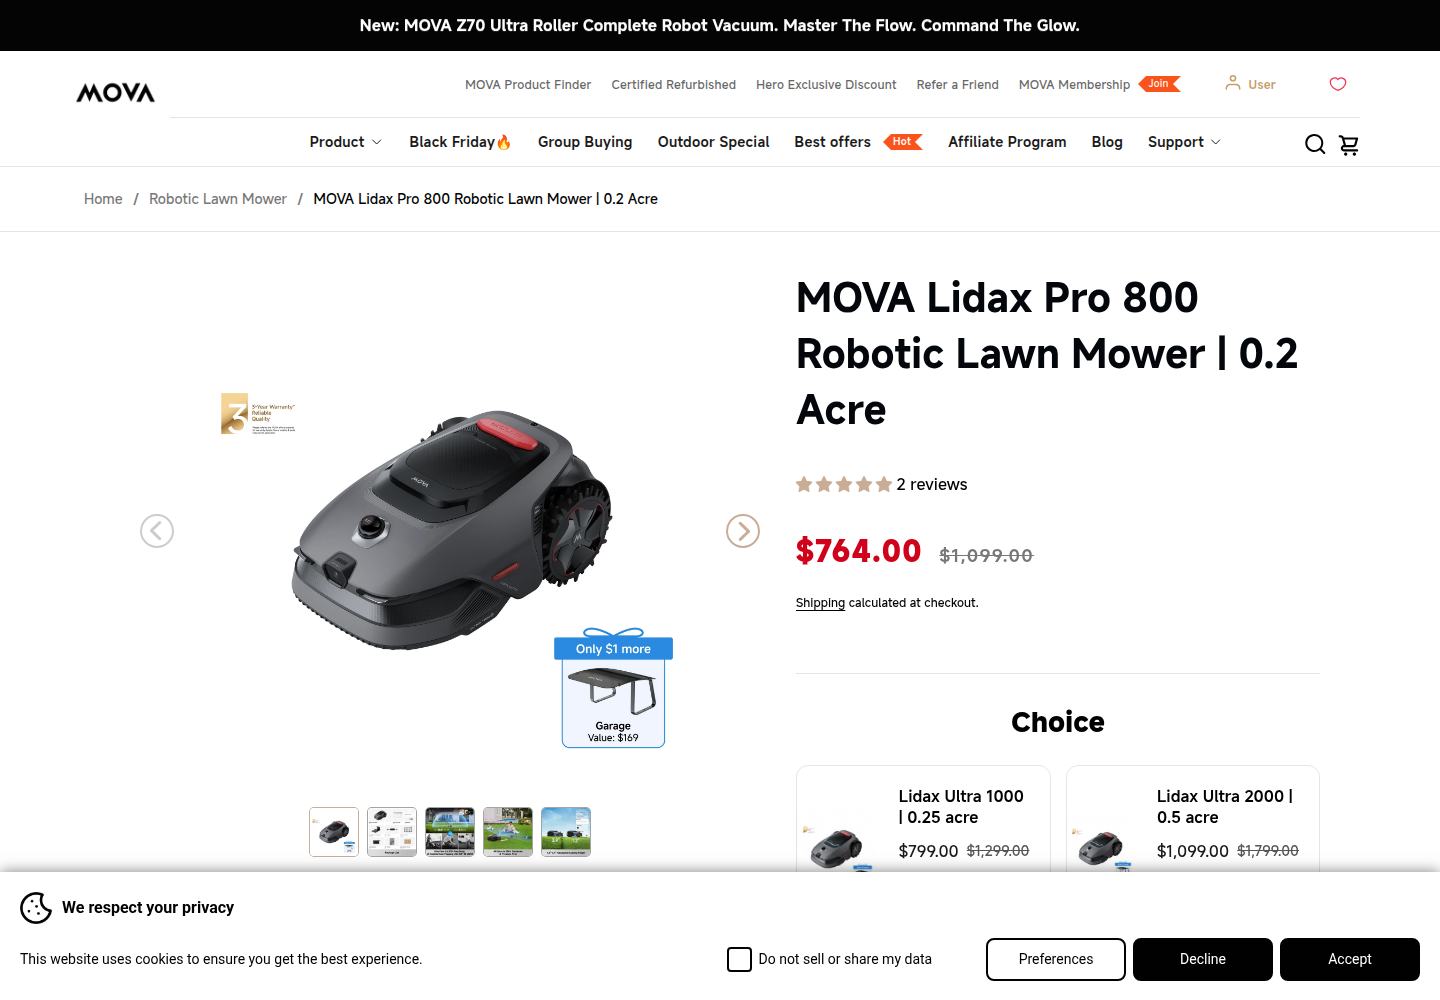 New: MOVA Z70 Ultra Roller Complete Robot Vacuum. Master The Flow. Command The Glow.
MOVA
MOVA Product Finder
Certified Refurbished
Hero Exclusive Discount
Refer a Friend
MOVA Membership
Join
User
Product
Black Friday🔥
Group Buying
Outdoor Special
Best offers
Hot
Affiliate Program
Blog
Support
Home / Robotic Lawn Mower / MOVA Lidax Pro 800 Robotic Lawn Mower | 0.2 Acre
3
3-Year Warranty*
Reliable
Quality
MOVA
Only $1 more
Garage
Value: $169
MOVA Lidax Pro 800
Robotic Lawn Mower | 0.2
Acre
2 reviews
$764.00 $1,099.00
Shipping calculated at checkout.
Choice
Lidax Ultra 1000
| 0.25 acre
$799.00 $1,299.00
Lidax Ultra 2000 |
0.5 acre
$1,099.00 $1,799.00
We respect your privacy
This website uses cookies to ensure you get the best experience.
Do not sell or share my data
Preferences
Decline
Accept